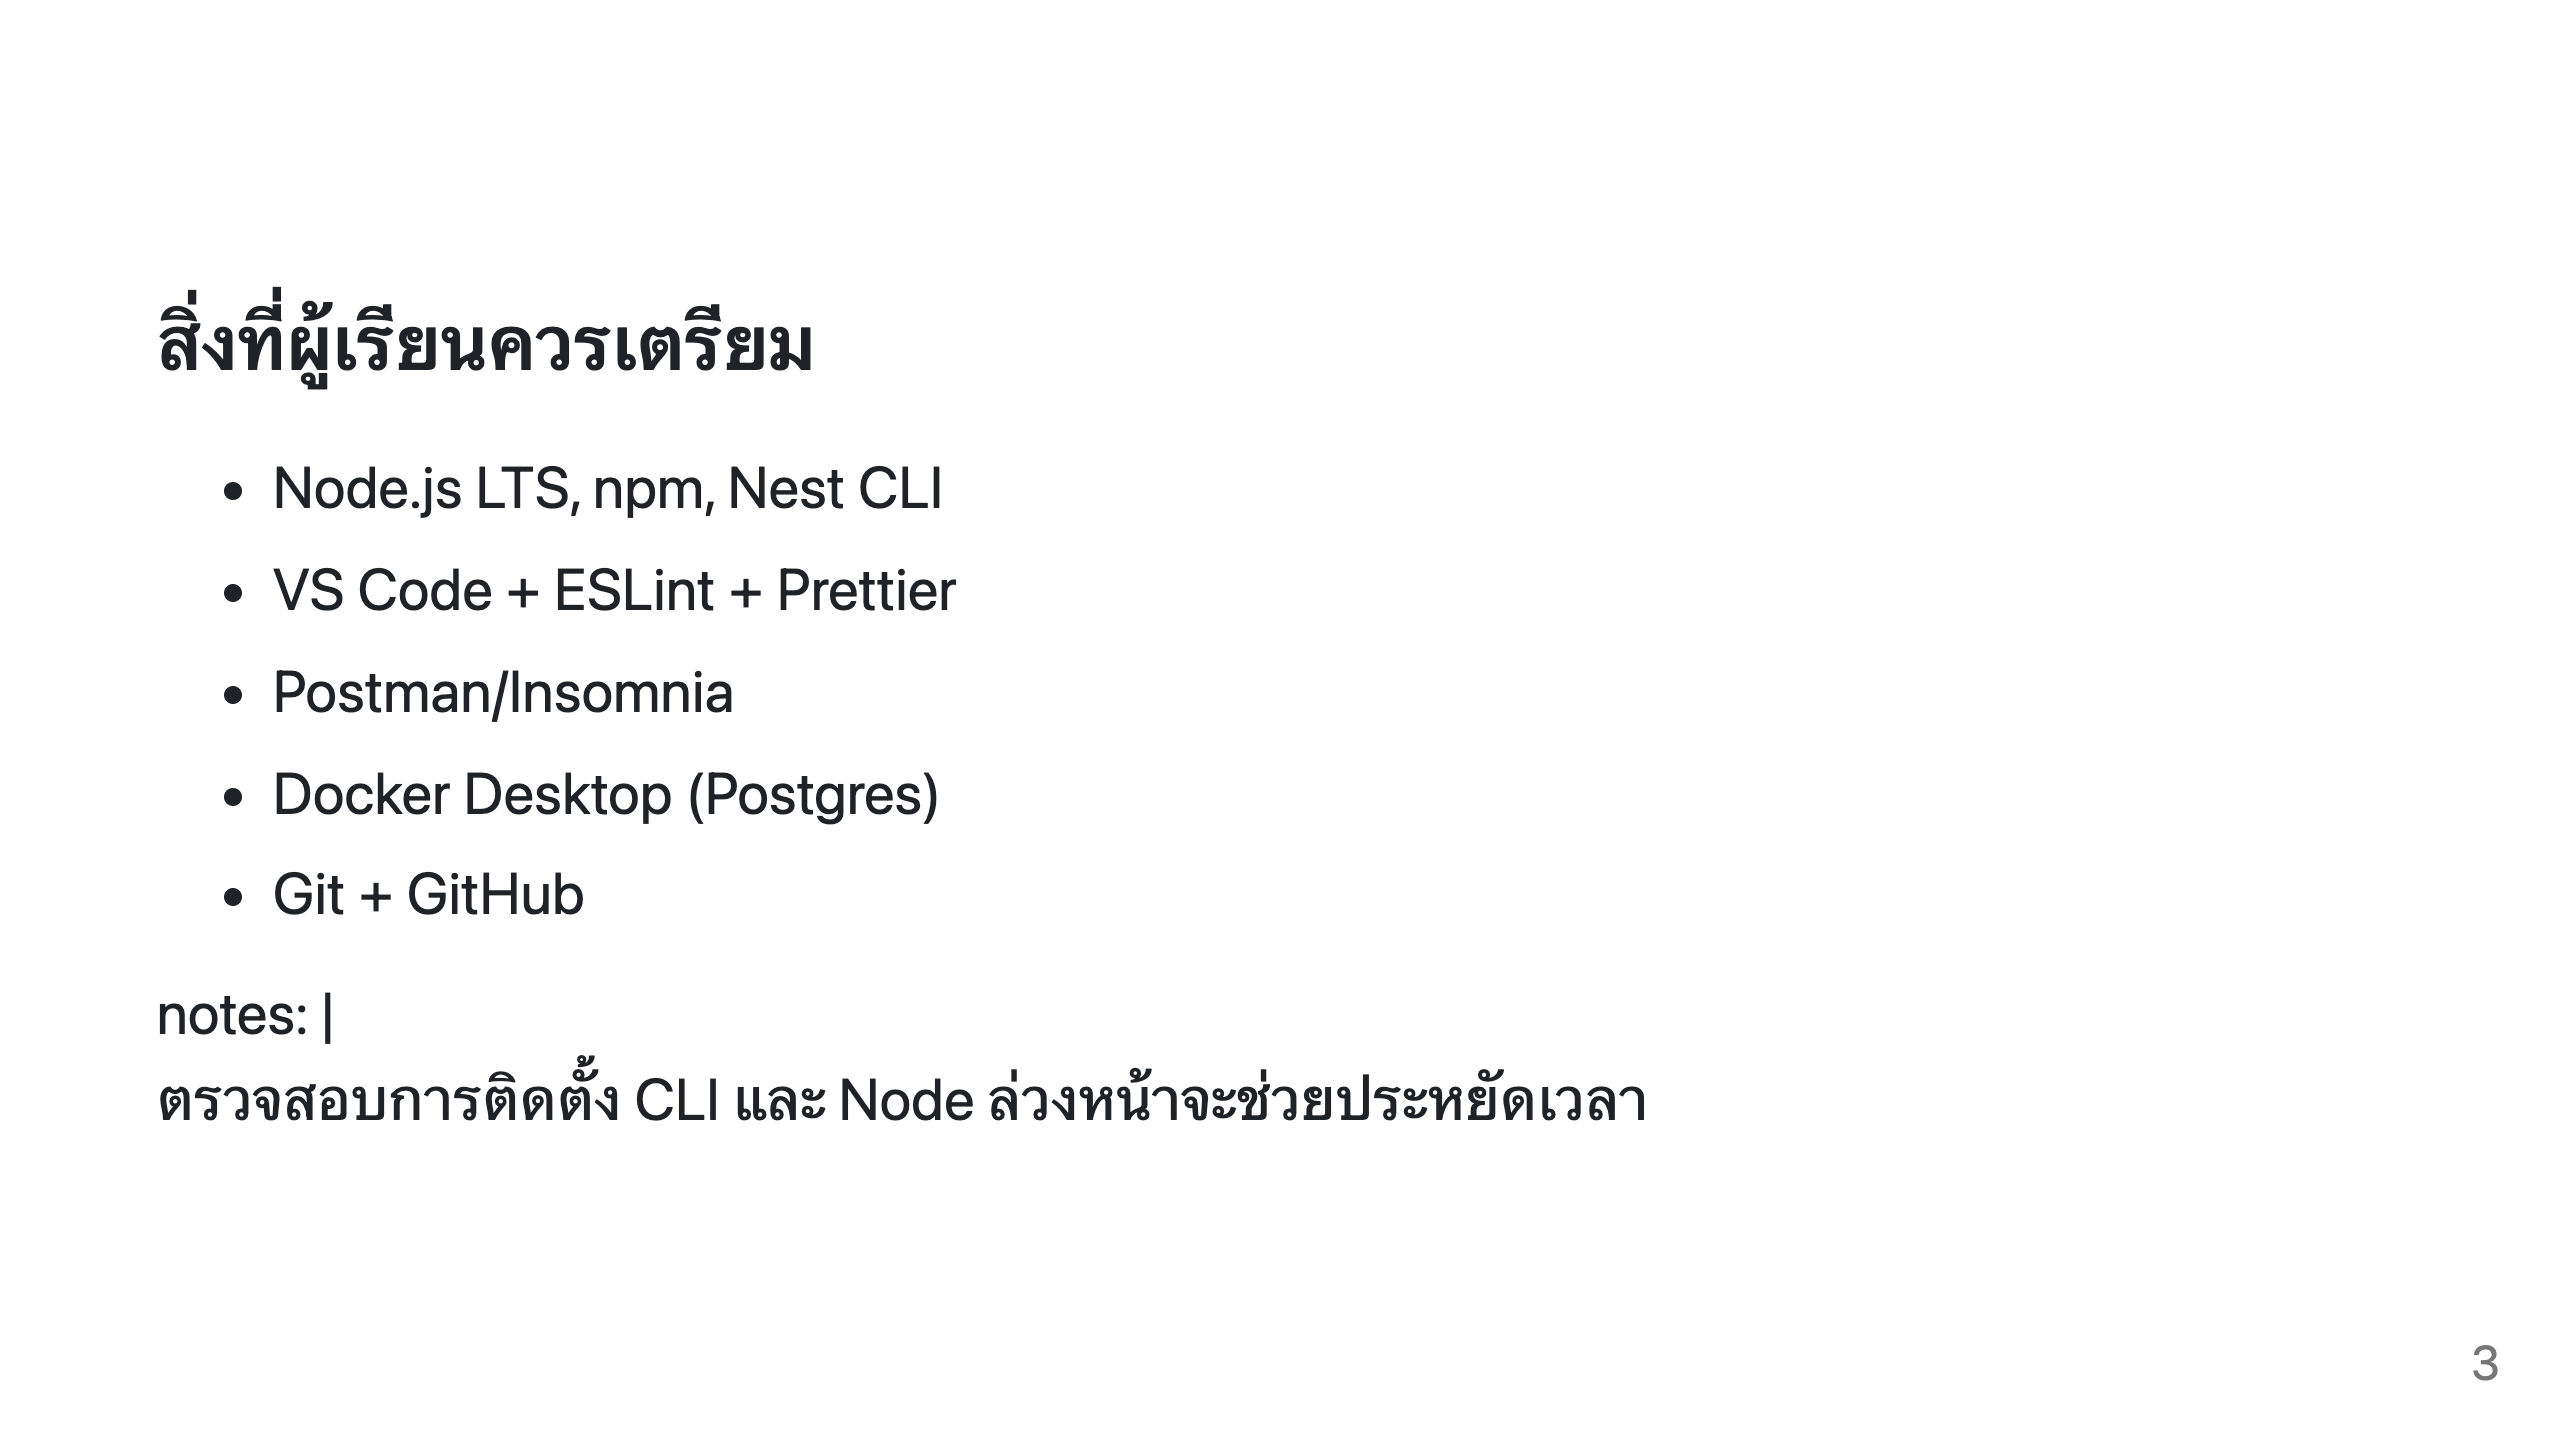 สิ่งที่ผู้เรียนควรเตรียม
• Node.js LTS, npm, Nest CLI
• VS Code + ESLint + Prettier
• Postman/Insomnia
• Docker Desktop (Postgres)
• Git + GitHub
notes: |
ตรวจสอบการติดตั้ง CLI และ Node ล่วงหน้าจะช่วยประหยัดเวลา
3